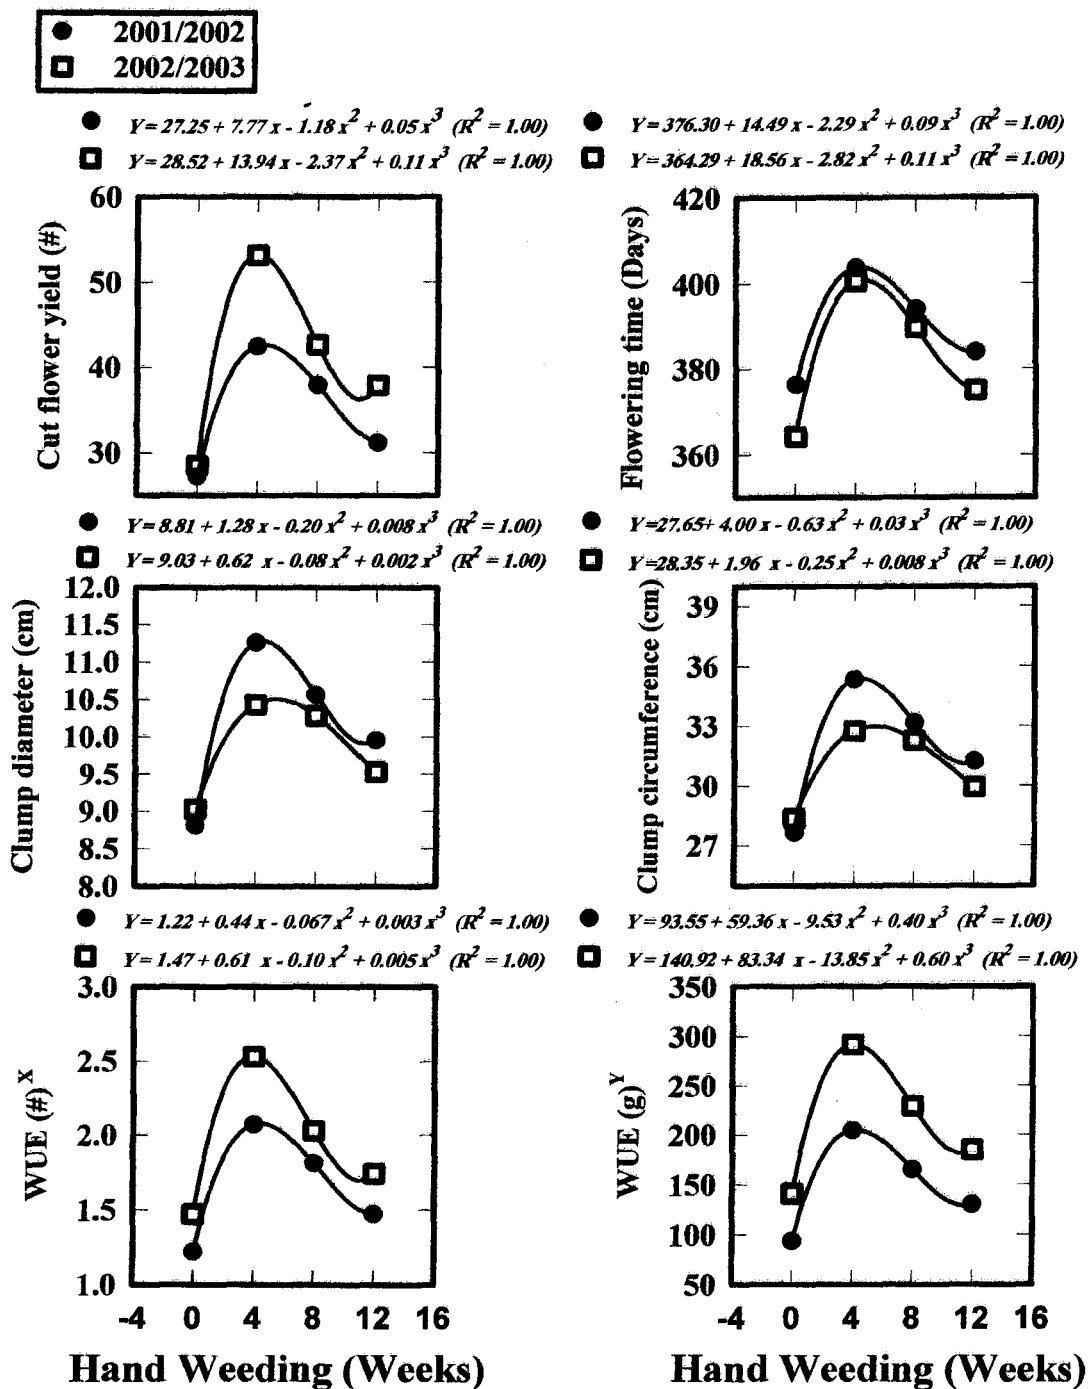 2001/2002
2002/2003
Y = 27.25 + 7.77 x - 1.18 x² + 0.05 x³ (R² = 1.00)
Y = 28.52 + 13.94 x - 2.37 x² + 0.11 x³ (R² = 1.00)
60
50
40
30
Cut flower yield (#)
Y = 376.30 + 14.49 x - 2.29 x² + 0.09 x³ (R² = 1.00)
Y = 364.29 + 18.56 x - 2.82 x² + 0.11 x³ (R² = 1.00)
420
400
380
360
Flowering time (Days)
Y = 8.81 + 1.28 x - 0.20 x² + 0.008 x³ (R² = 1.00)
Y = 9.03 + 0.62 x - 0.08 x² + 0.002 x³ (R² = 1.00)
12.0
11.5
11.0
10.5
10.0
9.5
9.0
8.5
8.0
Clump diameter (cm)
Y=27.65+ 4.00 x - 0.63 x² + 0.03 x³ (R² = 1.00)
Y=28.35 + 1.96 x - 0.25 x² + 0.008 x³ (R² = 1.00)
39
36
33
30
27
Clump circumference (cm)
Y = 1.22 + 0.44 x - 0.067 x² + 0.003 x³ (R² = 1.00)
Y = 1.47 + 0.61 x - 0.10 x² + 0.005 x³ (R² = 1.00)
3.0
2.5
2.0
1.5
1.0
WUE (#)ˣ
-4 0 4 8 12 16
Hand Weeding (Weeks)
Y = 93.55 + 59.36 x - 9.53 x² + 0.40 x³ (R² = 1.00)
Y = 140.92 + 83.34 x - 13.85 x² + 0.60 x³ (R² = 1.00)
350
300
250
200
150
100
50
WUE (g)ʸ
-4 0 4 8 12 16
Hand Weeding (Weeks)